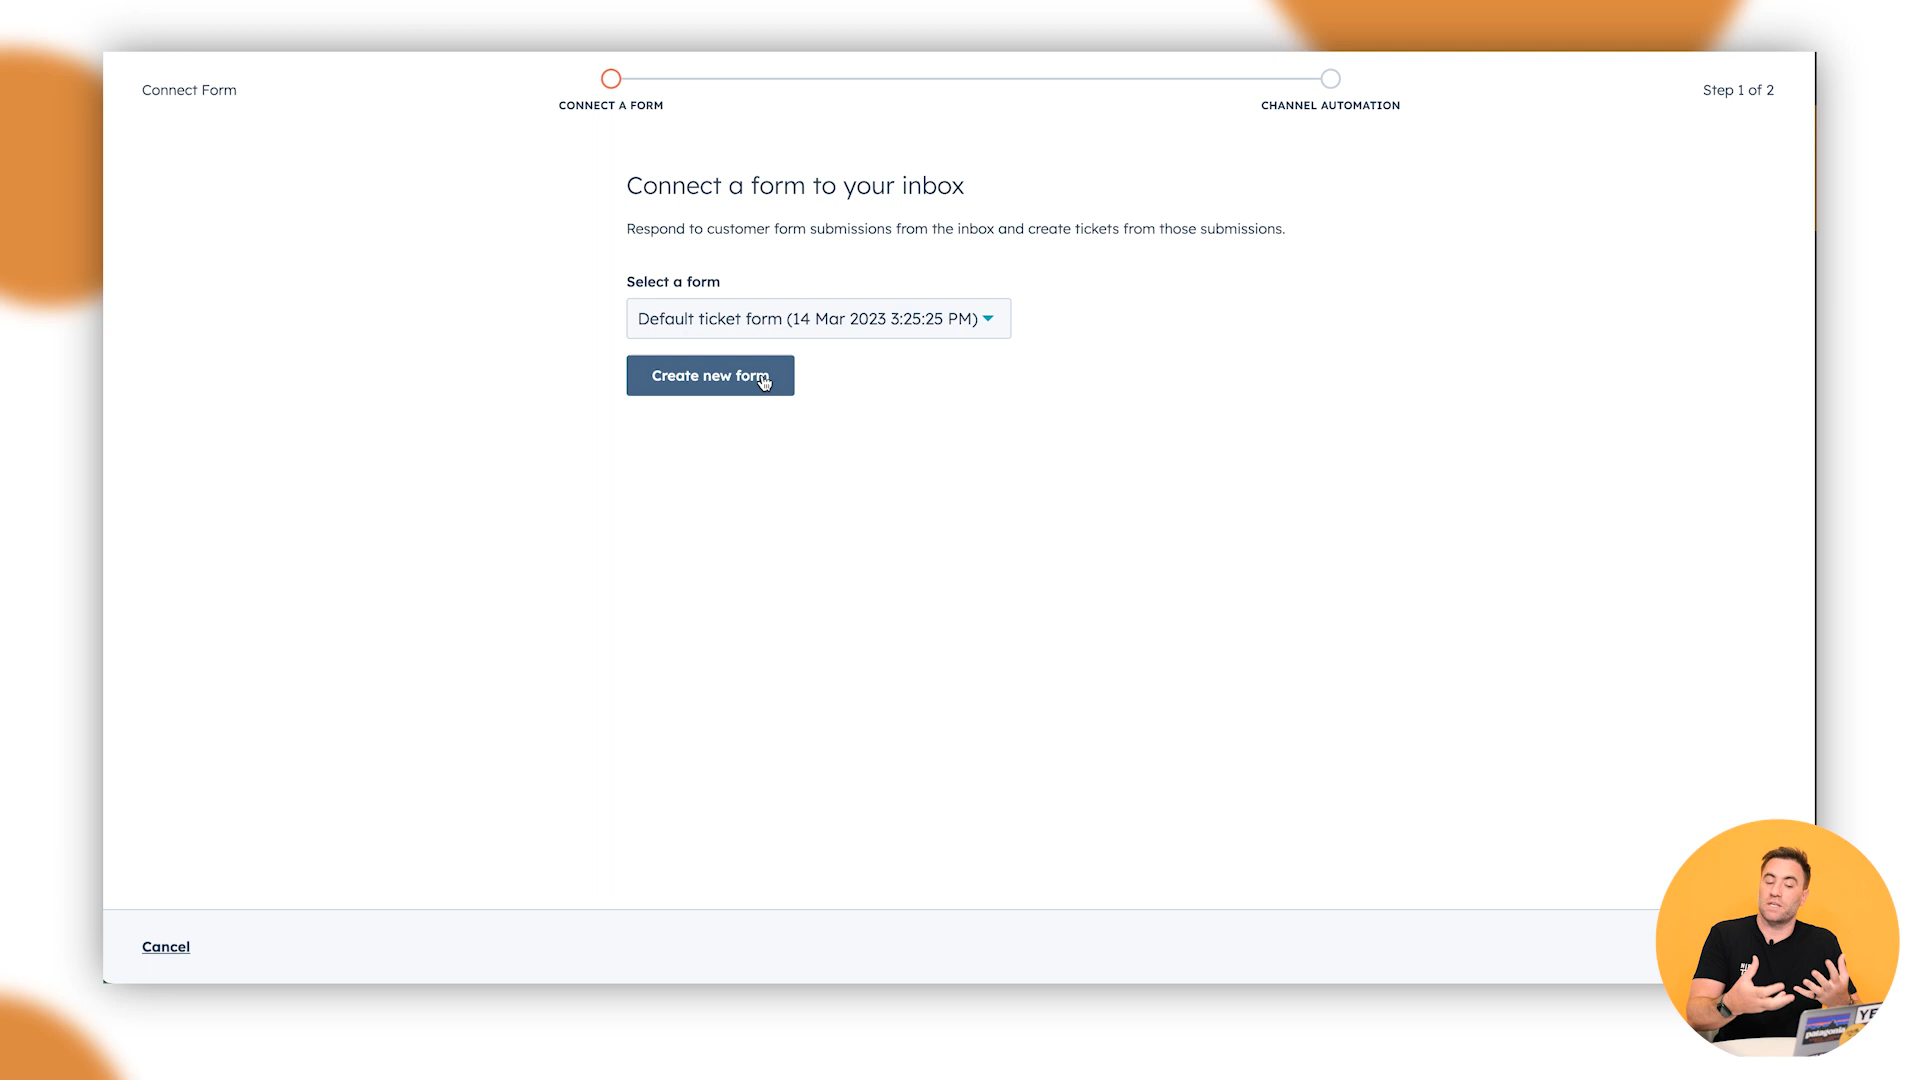 Connect Form
CONNECT A FORM
CHANNEL AUTOMATION
Step 1 of 2
Connect a form to your inbox
Respond to customer form submissions from the inbox and create tickets from those submissions.
Select a form
Default ticket form (14 Mar 2023 3:25:25 PM)
Create new form
Cancel
patagonia
YE